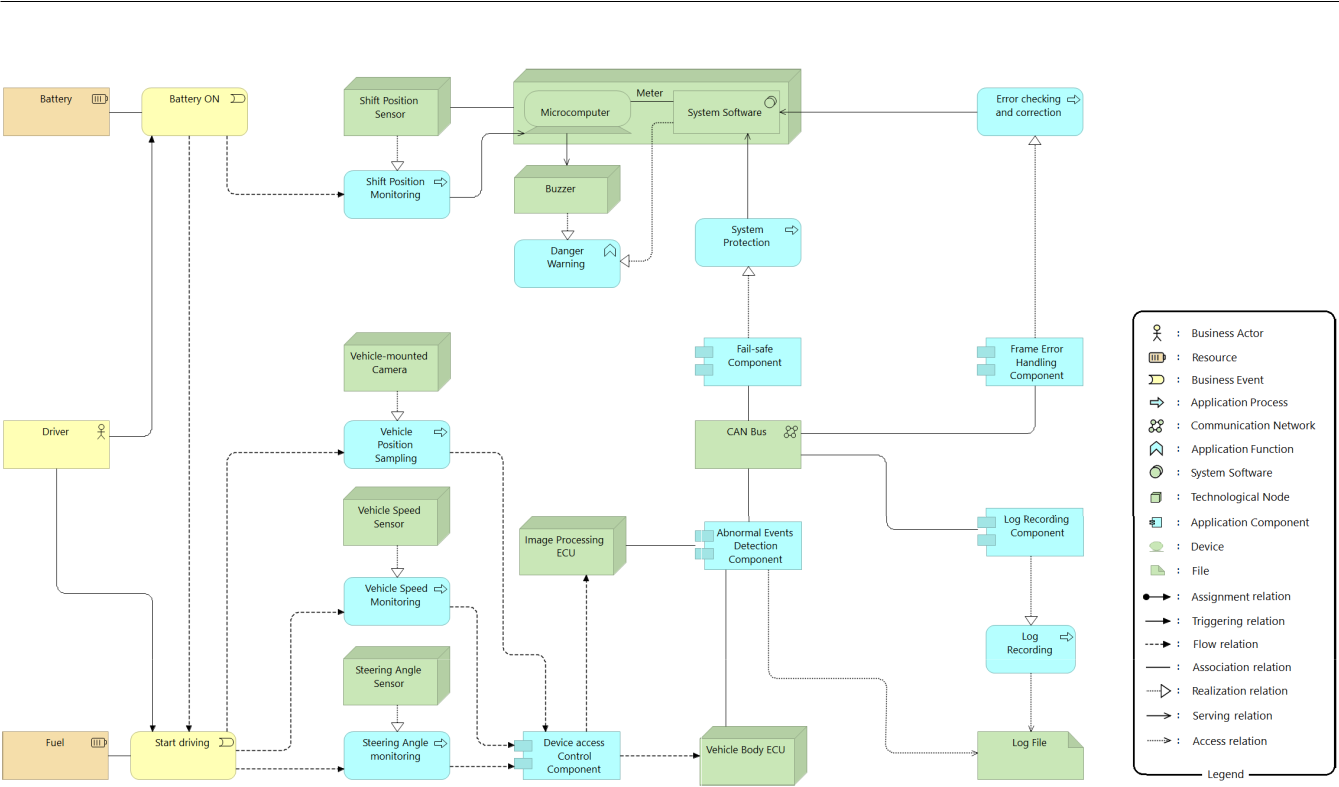 Battery
Battery ON
Shift Position
Sensor
Meter
Microcomputer
System Software
Error checking
and correction
Shift Position
Monitoring
Buzzer
Danger
Warning
System
Protection
Vehicle-mounted
Camera
Fail-safe
Component
Frame Error
Handling
Component
Driver
Vehicle
Position
Sampling
CAN Bus
Vehicle Speed
Sensor
Image Processing
ECU
Abnormal Events
Detection
Component
Log Recording
Component
Vehicle Speed
Monitoring
Log
Recording
Steering Angle
Sensor
Fuel
Start driving
Steering Angle
monitoring
Device access
Control
Component
Vehicle Body ECU
Log File
: Business Actor
: Resource
: Business Event
: Application Process
: Communication Network
: Application Function
: System Software
: Technological Node
: Application Component
: Device
: File
: Assignment relation
: Triggering relation
: Flow relation
: Association relation
: Realization relation
: Serving relation
: Access relation
Legend